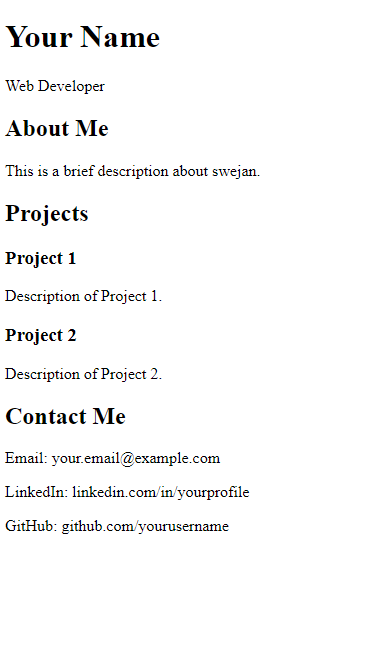 Your Name
Web Developer
About Me
This is a brief description about swejan.
Projects
Project 1
Description of Project 1.
Project 2
Description of Project 2.
Contact Me
Email: your.email@example.com
LinkedIn: linkedin.com/in/yourprofile
GitHub: github.com/yourusername